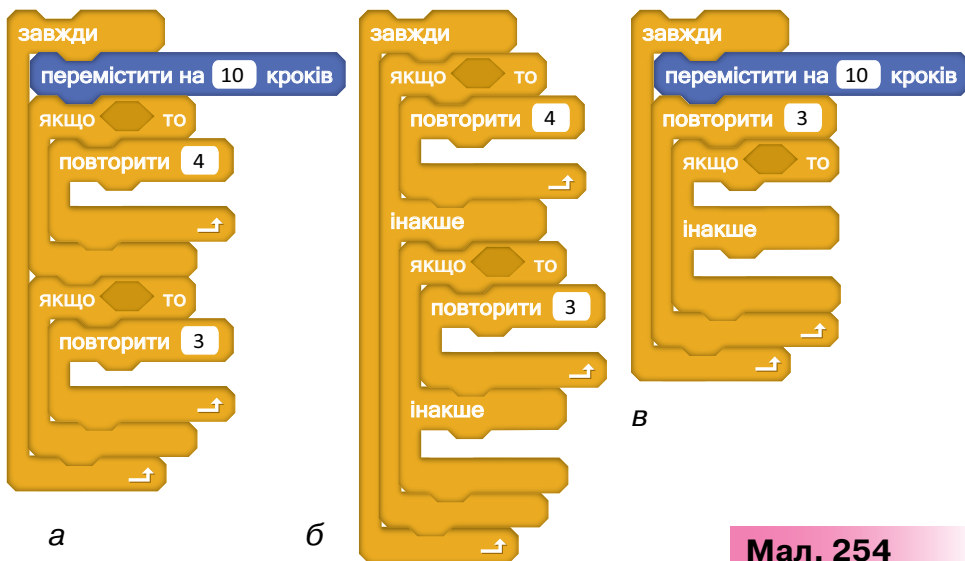 завжди
перемістити на 10 кроків
якщо то
повторити 4
якщо то
повторити 3
а
завжди
якщо то
повторити 4
інакше
якщо то
повторити 3
інакше
б
завжди
перемістити на 10 кроків
повторити 3
якщо то
інакше
в
Мал. 254